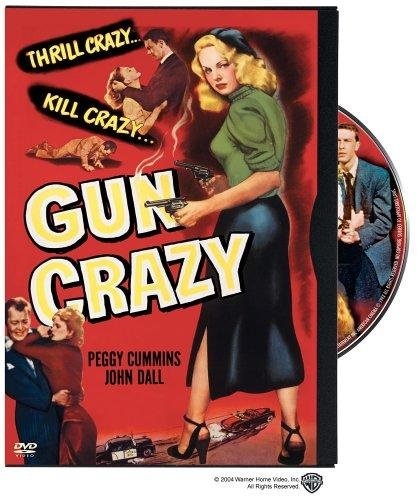 THRILL CRAZY...
KILL CRAZY...
GUN
CRAZY
PEGGY CUMMINS
JOHN DALL
DVD
VIDEO
© 2004 Warner Home Video, Inc.
All Rights Reserved.
WB